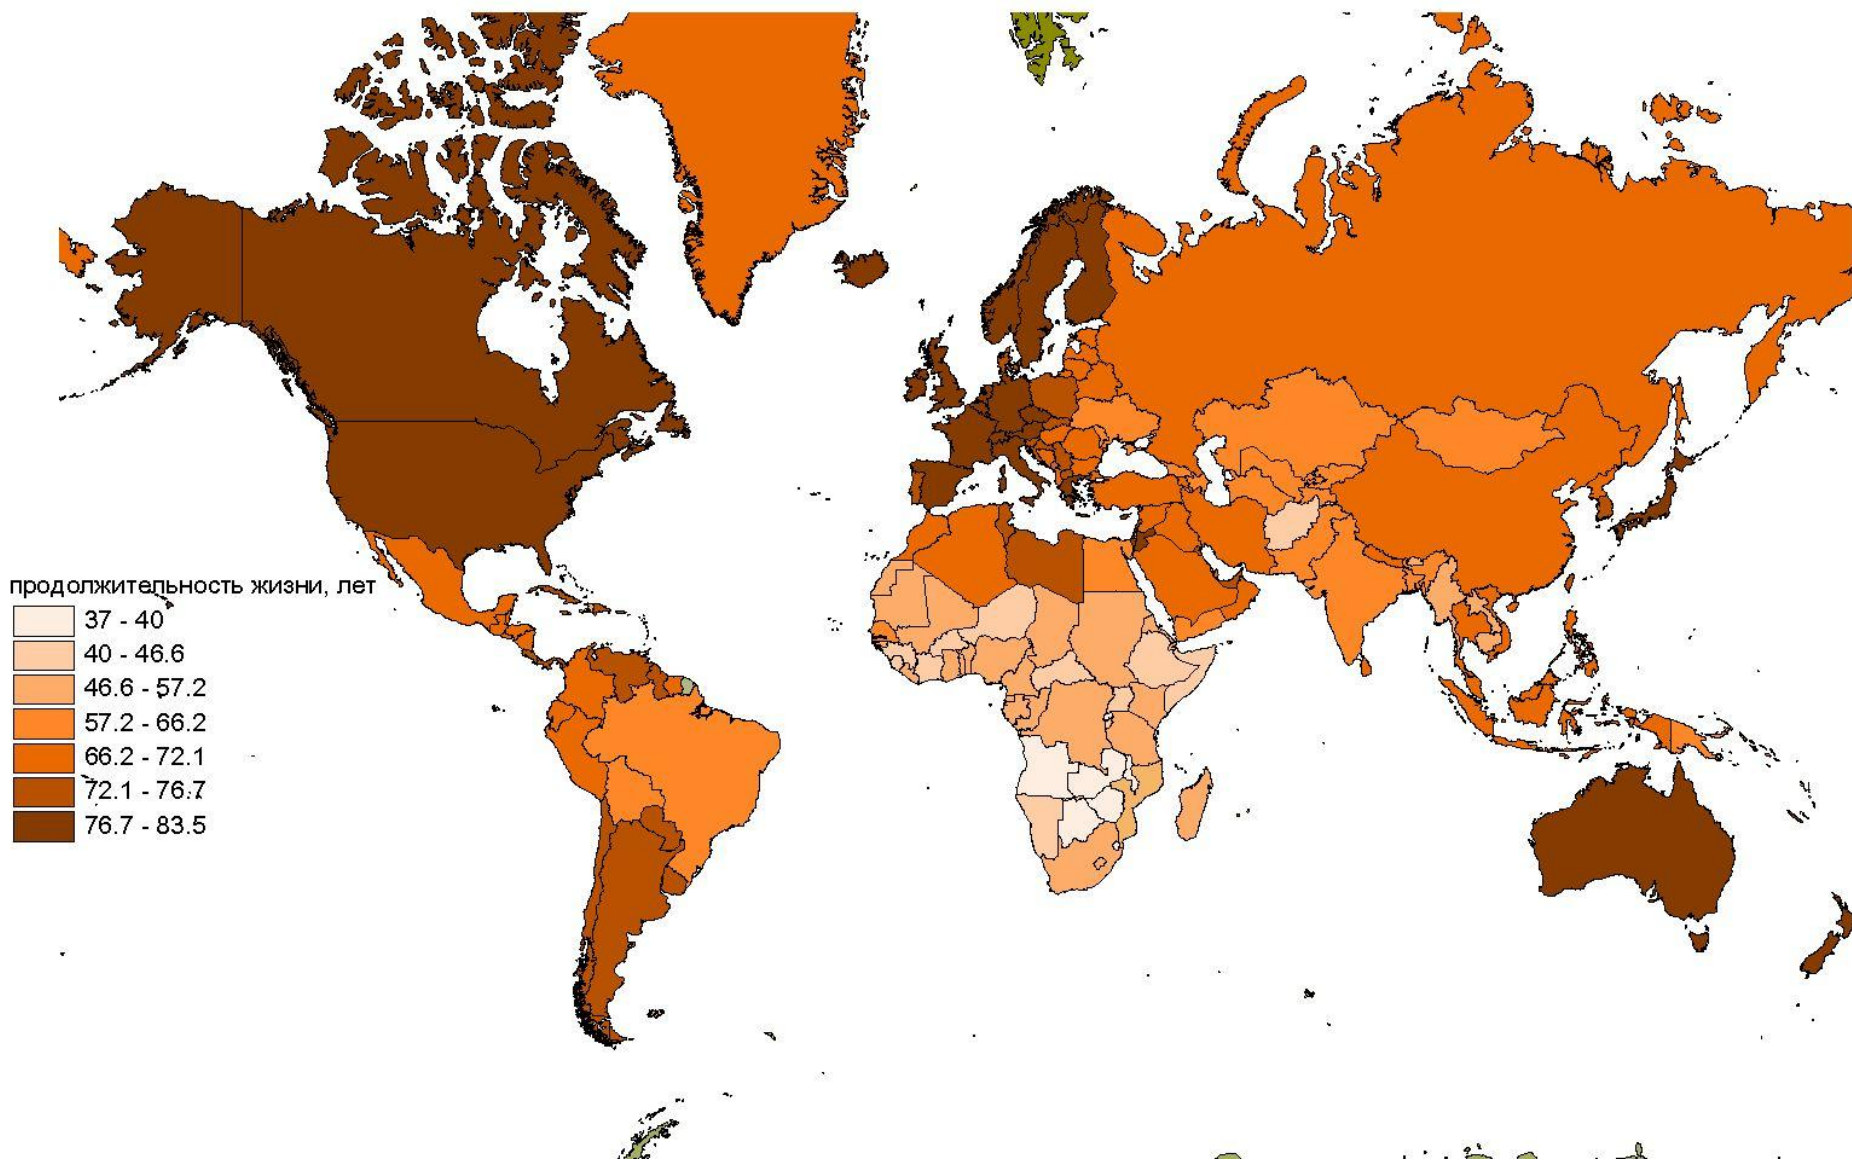 продолжительность жизни, лет
37 - 40
40 - 46.6
46.6 - 57.2
57.2 - 66.2
66.2 - 72.1
72.1 - 76.7
76.7 - 83.5